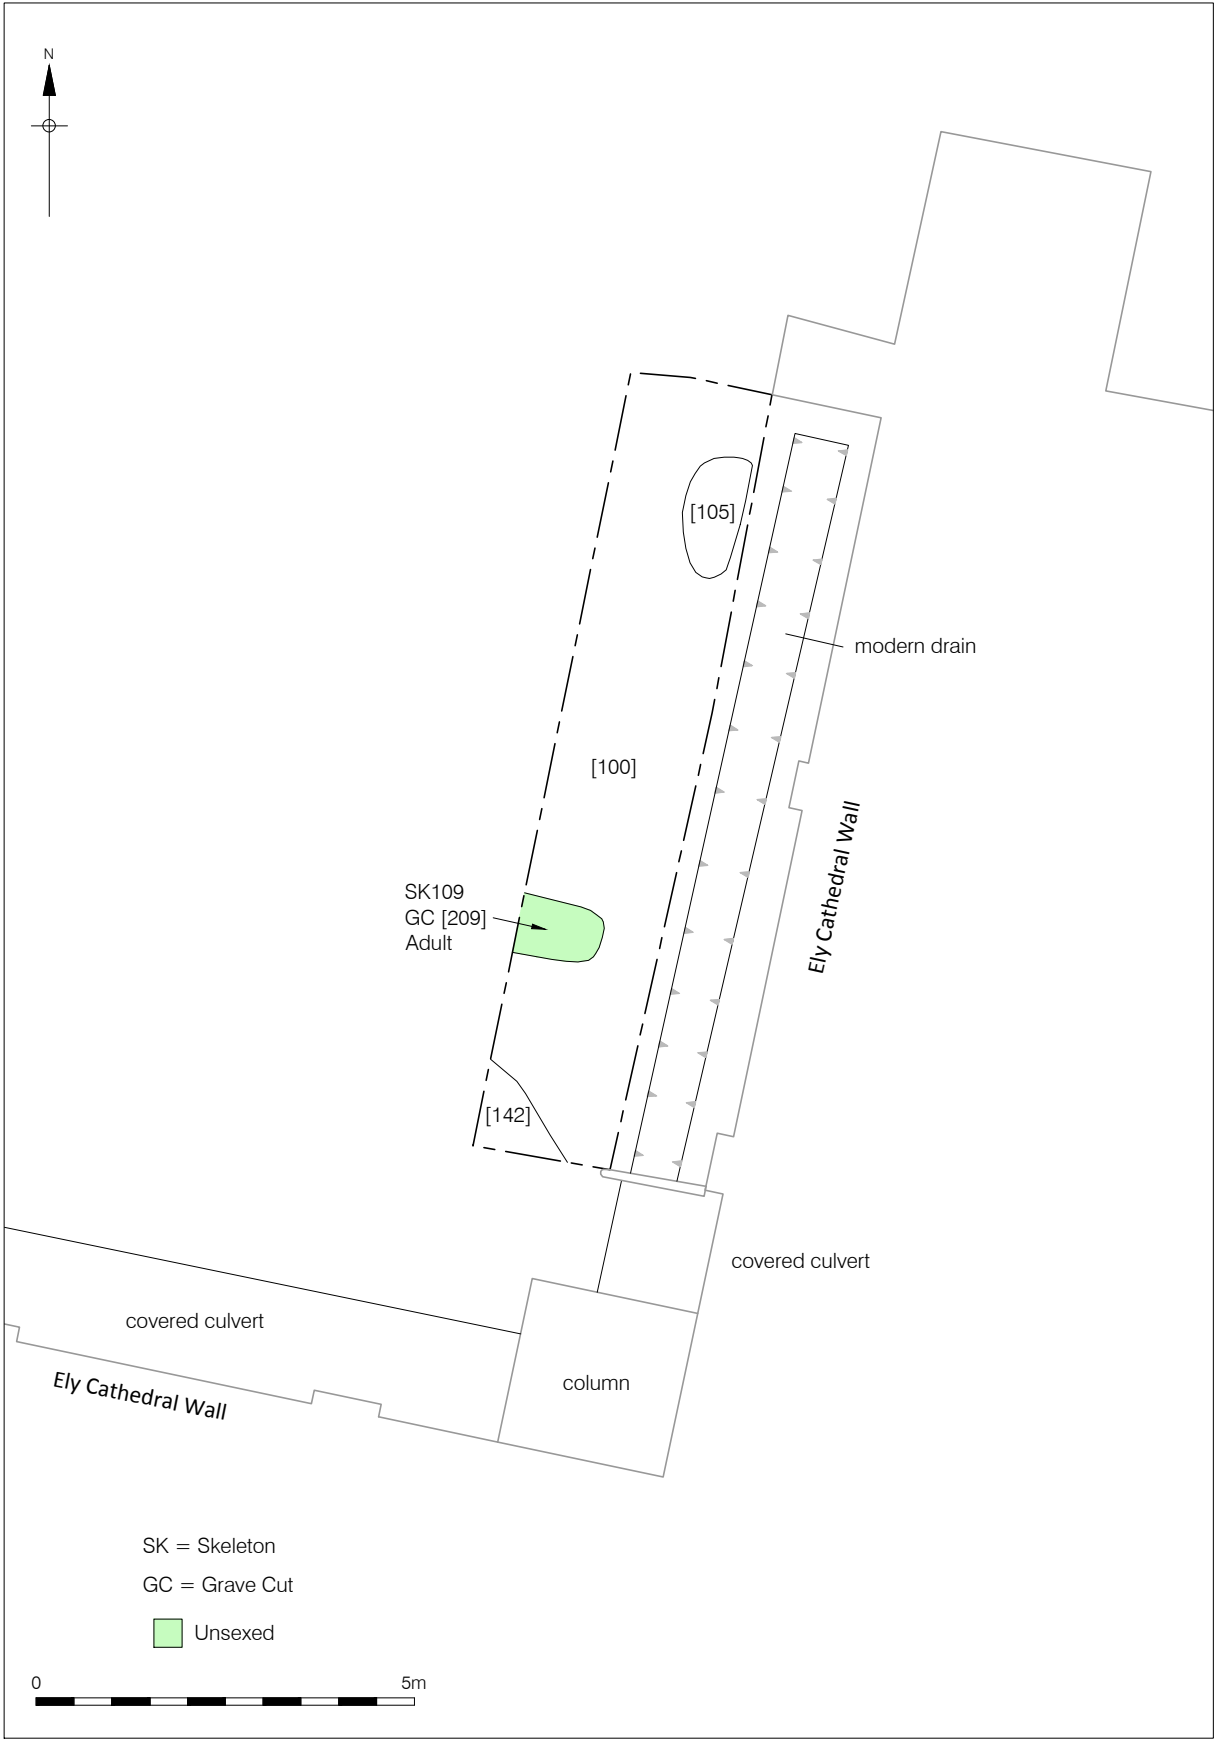 N
[105]
modern drain
[100]
Ely Cathedral Wall
SK109
GC [209]
Adult
[142]
covered culvert
covered culvert
column
Ely Cathedral Wall
SK = Skeleton
GC = Grave Cut
Unsexed
0 5m